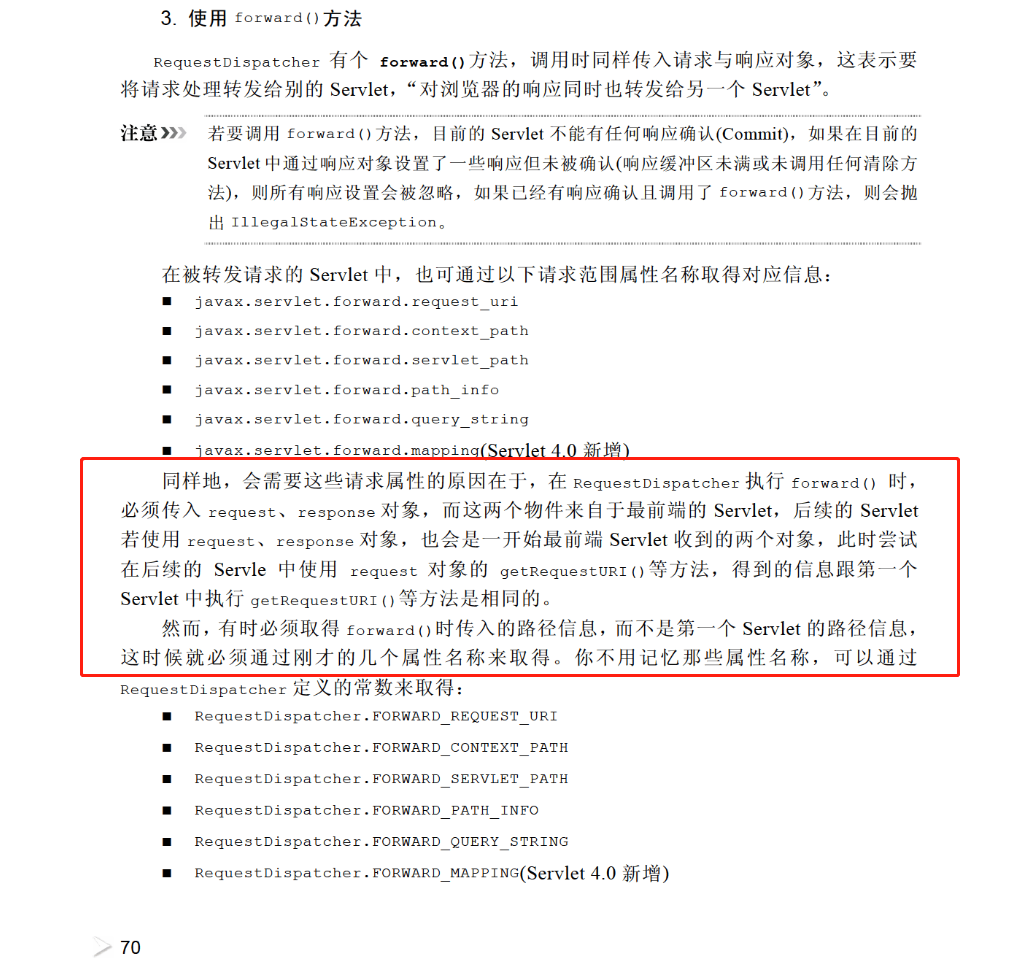 3. 使用 forward()方法
RequestDispatcher 有个 forward()方法，调用时同样传入请求与响应对象，这表示要
将请求处理转发给别的 Servlet，“对浏览器的响应同时也转发给另一个 Servlet”。
注意 若要调用 forward()方法，目前的 Servlet 不能有任何响应确认(Commit)，如果在目前的
Servlet 中通过响应对象设置了一些响应但未被确认(响应缓冲区未满或未调用任何清除方
法)，则所有响应设置会被忽略，如果已经有响应确认且调用了 forward()方法，则会抛
出 IllegalStateException。
在被转发请求的 Servlet 中，也可通过以下请求范围属性名称取得对应信息：
■ javax.servlet.forward.request_uri
■ javax.servlet.forward.context_path
■ javax.servlet.forward.servlet_path
■ javax.servlet.forward.path_info
■ javax.servlet.forward.query_string
■ javax.servlet.forward.mapping(Servlet 4.0 新增)
同样地，会需要这些请求属性的原因在于，在 RequestDispatcher 执行 forward() 时，
必须传入 request、response 对象，而这两个物件来自于最前端的 Servlet，后续的 Servlet
若使用 request、response 对象，也会是一开始最前端 Servlet 收到的两个对象，此时尝试
在后续的 Servle 中使用 request 对象的 getRequestURI()等方法，得到的信息跟第一个
Servlet 中执行 getRequestURI()等方法是相同的。
然而，有时必须取得 forward()时传入的路径信息，而不是第一个 Servlet 的路径信息，
这时候就必须通过刚才的几个属性名称来取得。你不用记忆那些属性名称，可以通过
RequestDispatcher 定义的常数来取得：
■ RequestDispatcher.FORWARD_REQUEST_URI
■ RequestDispatcher.FORWARD_CONTEXT_PATH
■ RequestDispatcher.FORWARD_SERVLET_PATH
■ RequestDispatcher.FORWARD_PATH_INFO
■ RequestDispatcher.FORWARD_QUERY_STRING
■ RequestDispatcher.FORWARD_MAPPING(Servlet 4.0 新增)
70